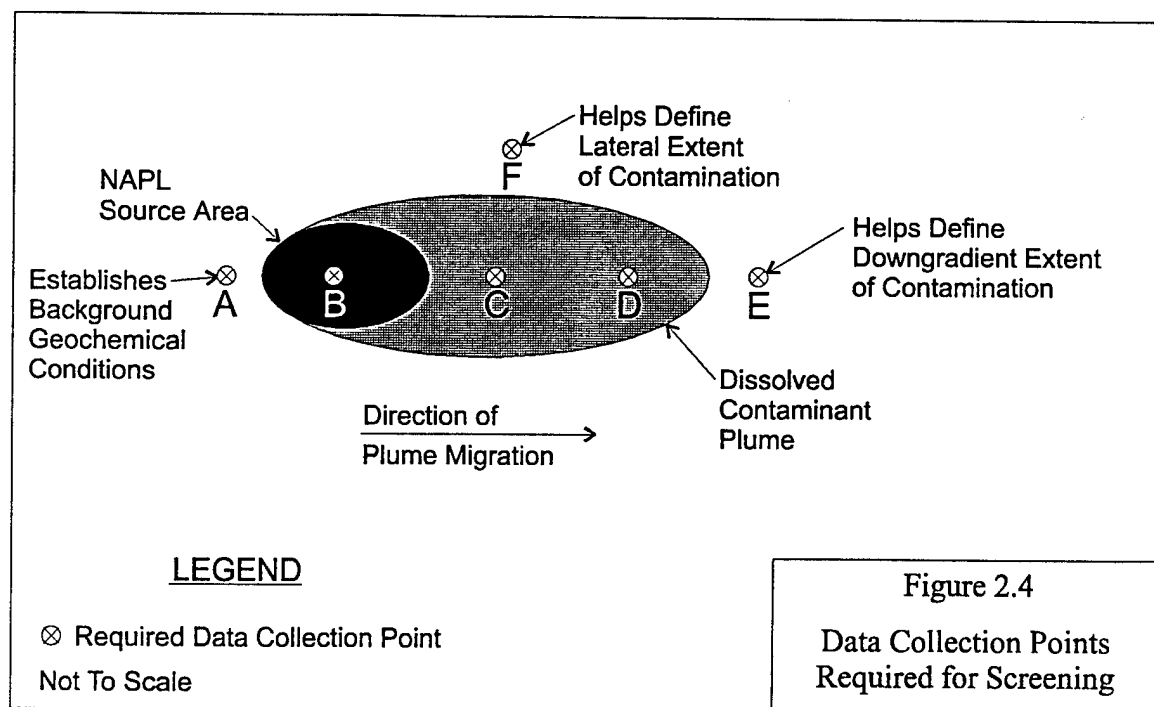 Helps Define
Lateral Extent
of Contamination
F
NAPL
Source Area
Helps Define
Downgradient Extent
of Contamination
Establishes
Background
Geochemical
Conditions
A
B
C
D
E
Dissolved
Contaminant
Plume
Direction of
Plume Migration
LEGEND
⊗ Required Data Collection Point
Not To Scale
Figure 2.4
Data Collection Points
Required for Screening